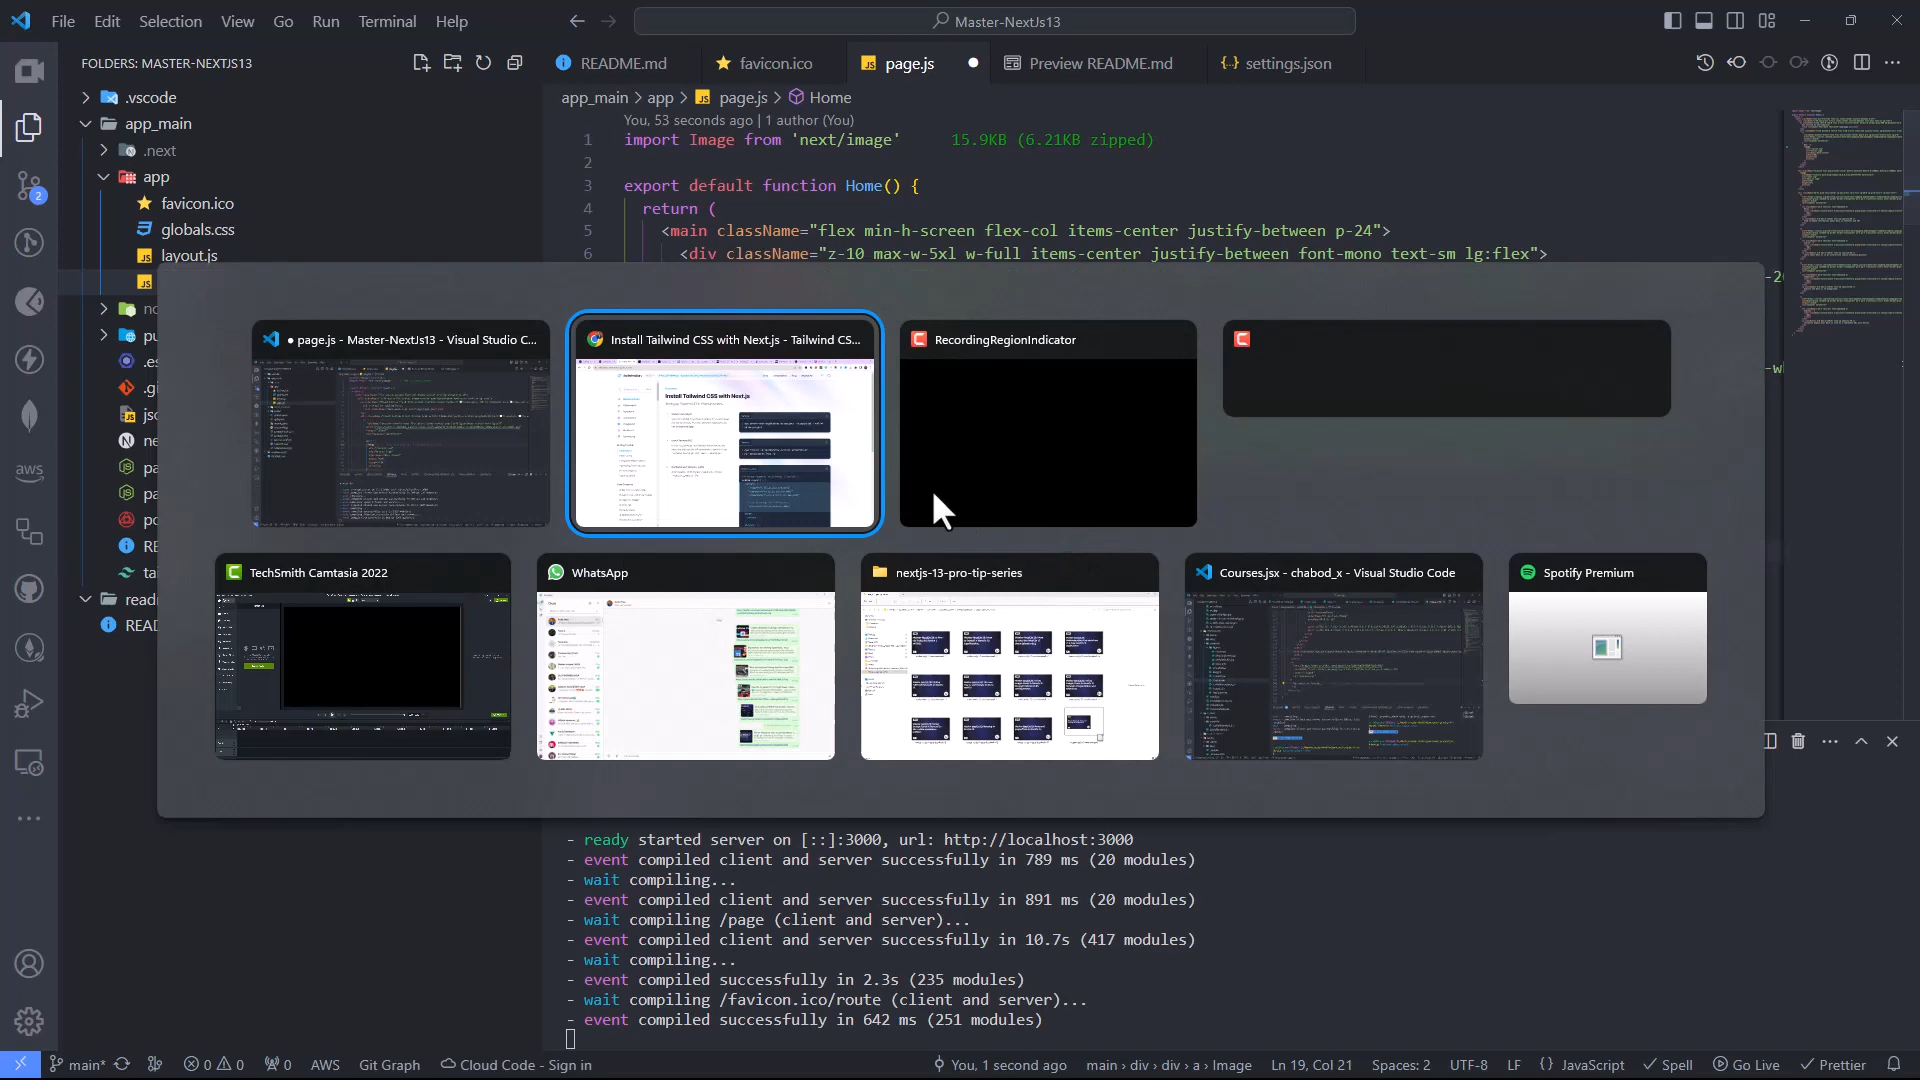 File Edit Selection View Go Run Terminal Help
Master-NextJs13
FOLDERS: MASTER-NEXTJS13
README.md
favicon.ico
page.js
Preview README.md
settings.json
.vscode
app_main
.next
app
favicon.ico
globals.css
layout.js
app_main > app > page.js > Home
You, 53 seconds ago | 1 author (You)
1 import Image from 'next/image' 15.9KB (6.21KB zipped)
2
3 export default function Home() {
4 return (
5 <main className="flex min-h-screen flex-col items-center justify-between p-24">
6 <div className="z-10 max-w-5xl w-full items-center justify-between font-mono text-sm lg:flex">
● page.js - Master-NextJs13 - Visual Studio C...
Install Tailwind CSS with Next.js - Tailwind CS...
RecordingRegionIndicator
Install Tailwind CSS with Next.js
TechSmith Camtasia 2022
WhatsApp
nextjs-13-pro-tip-series
Courses.jsx - chabod_x - Visual Studio Code
Spotify Premium
aws
2
- ready started server on [::]:3000, url: http://localhost:3000
- event compiled client and server successfully in 789 ms (20 modules)
- wait compiling...
- event compiled client and server successfully in 891 ms (20 modules)
- wait compiling /page (client and server)...
- event compiled client and server successfully in 10.7s (417 modules)
- wait compiling...
- event compiled successfully in 2.3s (235 modules)
- wait compiling /favicon.ico/route (client and server)...
- event compiled successfully in 642 ms (251 modules)
main* 0 0 0 AWS Git Graph Cloud Code - Sign in
You, 1 second ago main › div › div › a › Image Ln 19, Col 21 Spaces: 2 UTF-8 LF {} JavaScript Spell Go Live Prettier